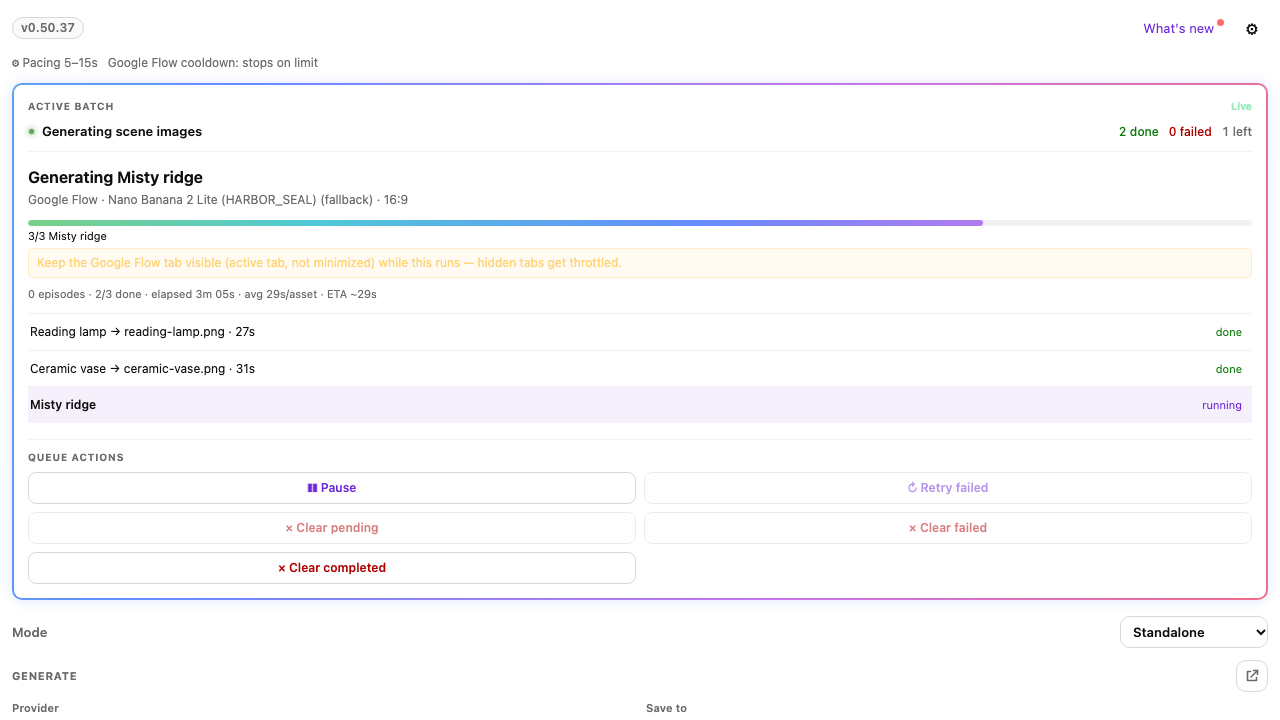 v0.50.37
What's new
⚙ Pacing 5–15s Google Flow cooldown: stops on limit
ACTIVE BATCH
Live
Generating scene images
2 done 0 failed 1 left
Generating Misty ridge
Google Flow · Nano Banana 2 Lite (HARBOR_SEAL) (fallback) · 16:9
3/3 Misty ridge
Keep the Google Flow tab visible (active tab, not minimized) while this runs — hidden tabs get throttled.
0 episodes · 2/3 done · elapsed 3m 05s · avg 29s/asset · ETA ~29s
Reading lamp → reading-lamp.png · 27s
done
Ceramic vase → ceramic-vase.png · 31s
done
Misty ridge
running
QUEUE ACTIONS
Pause
↻ Retry failed
× Clear pending
× Clear failed
× Clear completed
Mode
Standalone
GENERATE
Provider
Save to